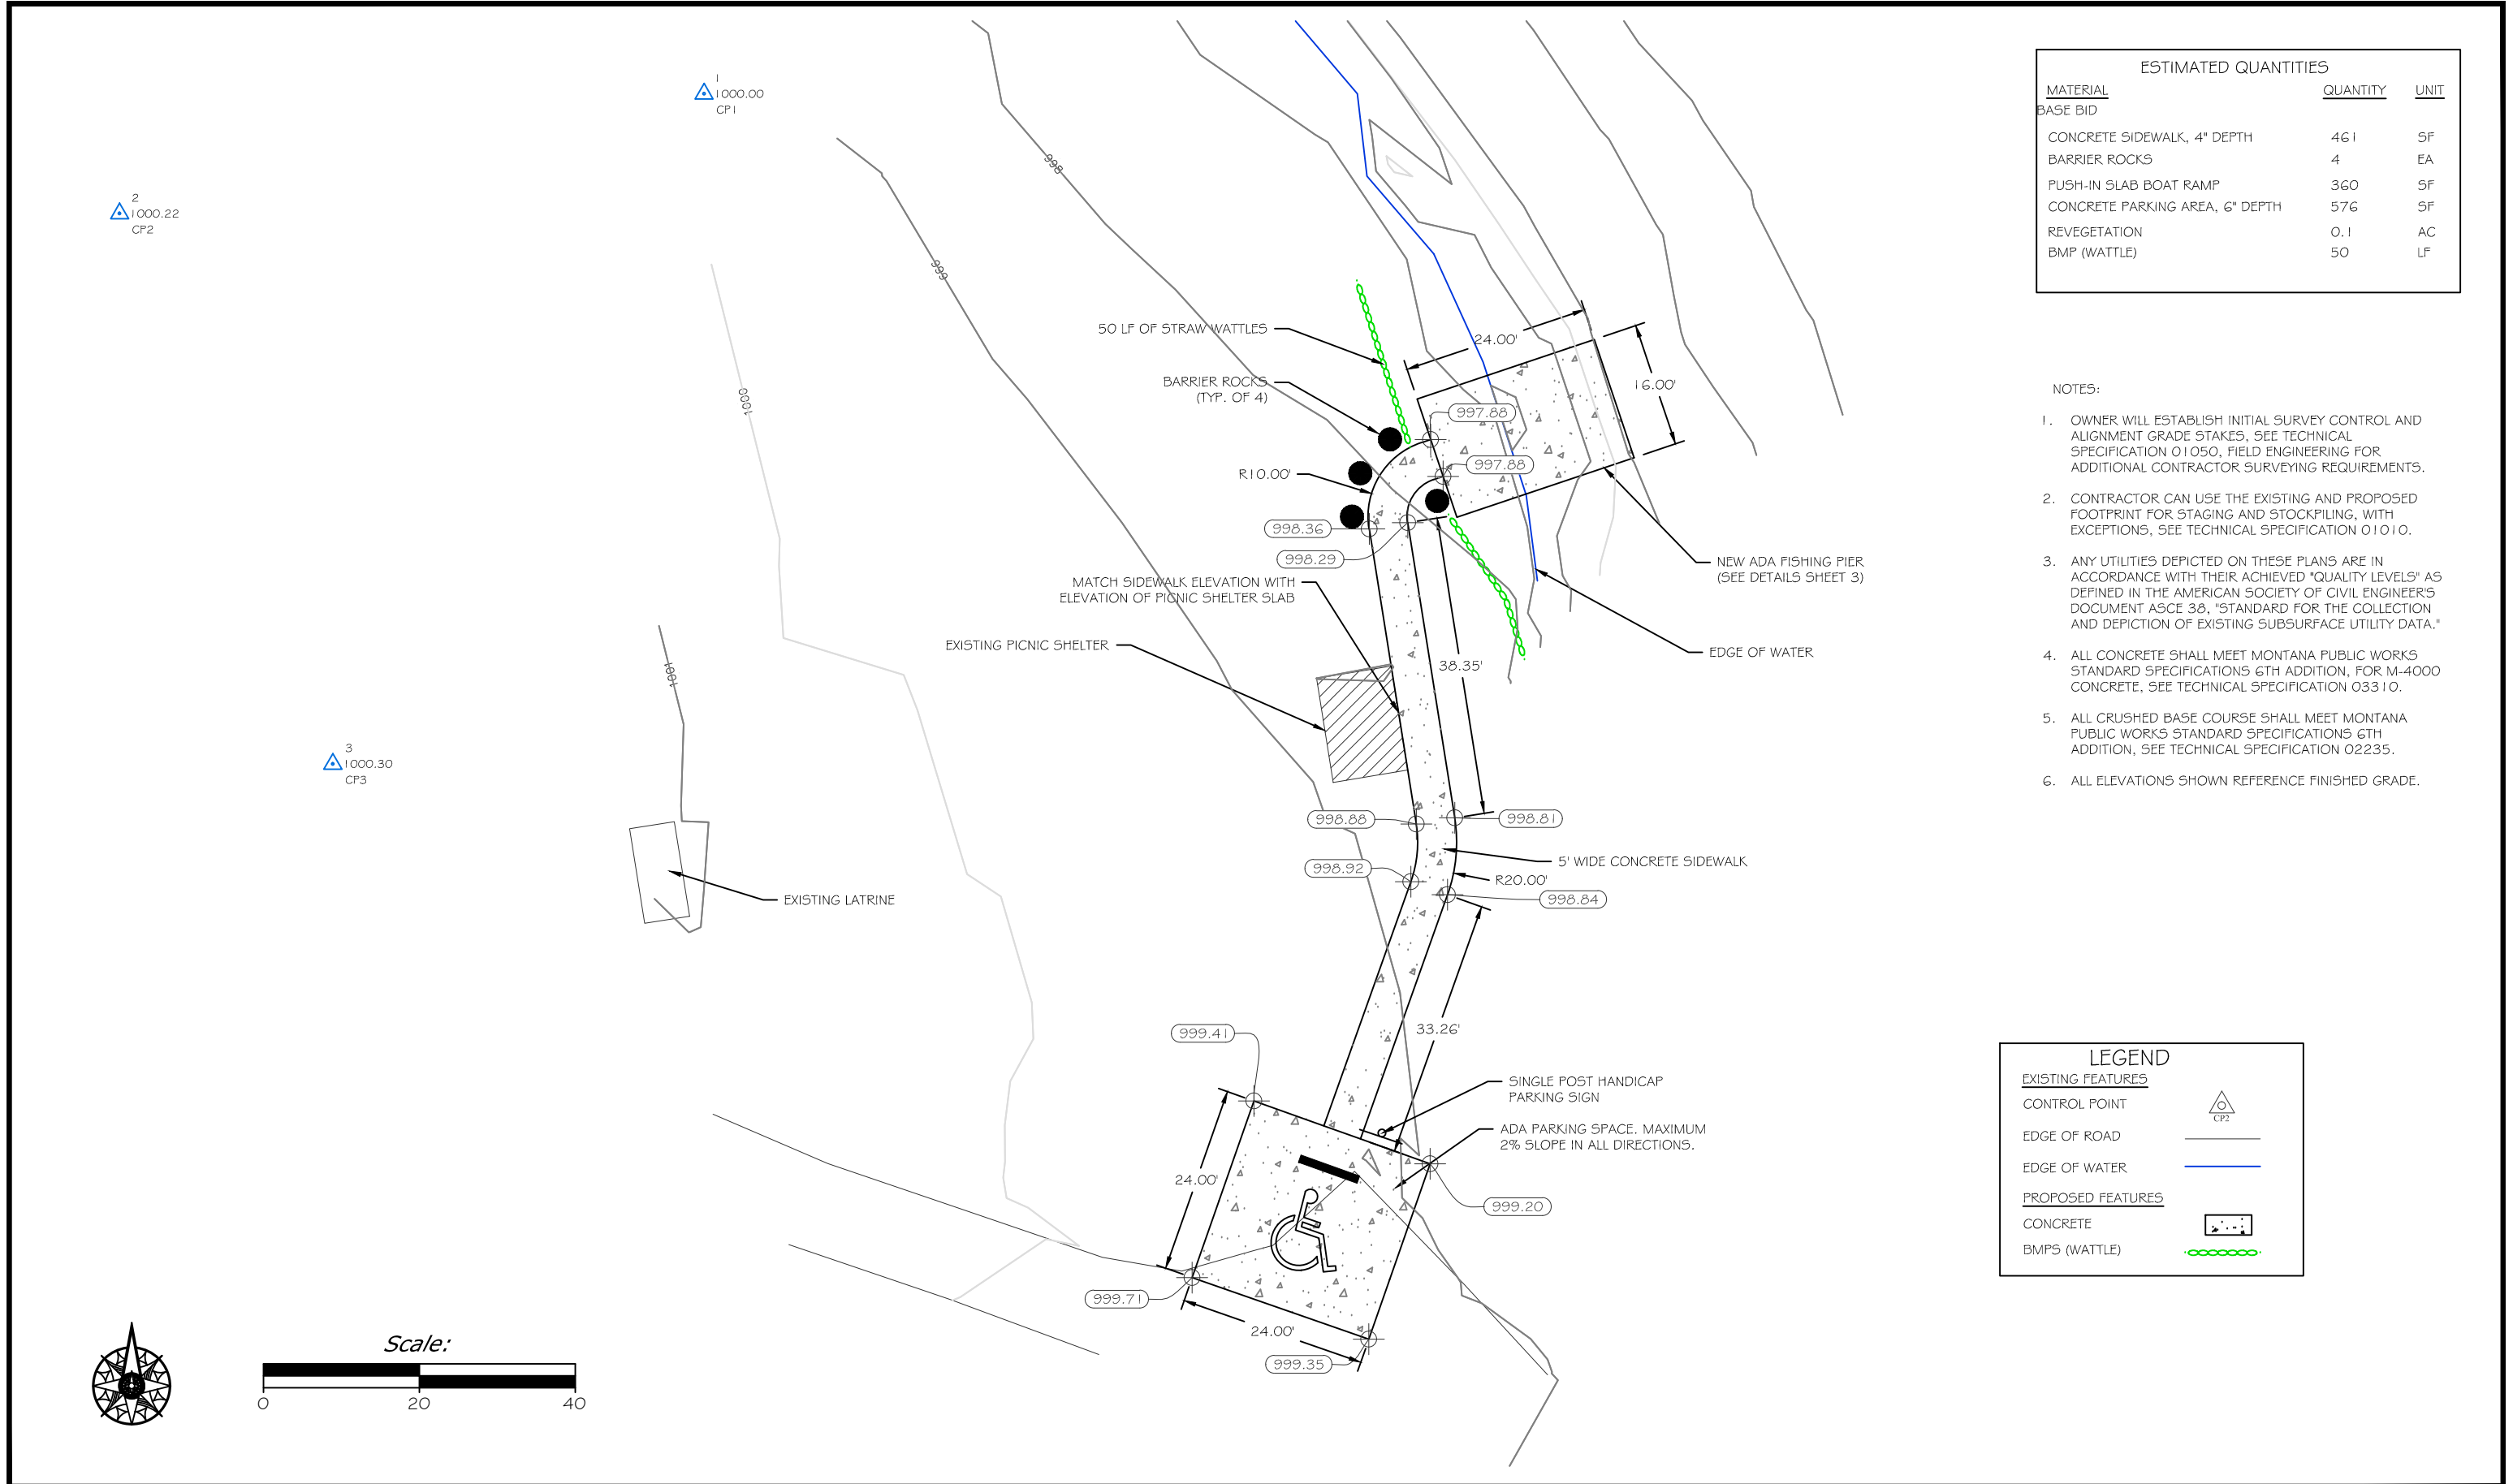 1
1000.00
CP1
2
1000.22
CP2
3
1000.30
CP3
998
999
1000
1001
50 LF OF STRAW WATTLES
BARRIER ROCKS
(TYP. OF 4)
R10.00'
24.00'
16.00'
997.88
997.88
998.36
998.29
MATCH SIDEWALK ELEVATION WITH
ELEVATION OF PICNIC SHELTER SLAB
EXISTING PICNIC SHELTER
NEW ADA FISHING PIER
(SEE DETAILS SHEET 3)
EDGE OF WATER
38.35'
998.88
998.81
998.92
5' WIDE CONCRETE SIDEWALK
R20.00'
998.84
EXISTING LATRINE
999.41
33.26'
SINGLE POST HANDICAP
PARKING SIGN
ADA PARKING SPACE. MAXIMUM
2% SLOPE IN ALL DIRECTIONS.
24.00'
999.20
999.71
24.00'
999.35
Scale:
0 20 40
ESTIMATED QUANTITIES
MATERIAL QUANTITY UNIT
BASE BID
CONCRETE SIDEWALK, 4" DEPTH 461 SF
BARRIER ROCKS 4 EA
PUSH-IN SLAB BOAT RAMP 360 SF
CONCRETE PARKING AREA, 6" DEPTH 576 SF
REVEGETATION 0.1 AC
BMP (WATTLE) 50 LF
NOTES:
1. OWNER WILL ESTABLISH INITIAL SURVEY CONTROL AND
ALIGNMENT GRADE STAKES, SEE TECHNICAL
SPECIFICATION 01050, FIELD ENGINEERING FOR
ADDITIONAL CONTRACTOR SURVEYING REQUIREMENTS.
2. CONTRACTOR CAN USE THE EXISTING AND PROPOSED
FOOTPRINT FOR STAGING AND STOCKPILING, WITH
EXCEPTIONS, SEE TECHNICAL SPECIFICATION 01010.
3. ANY UTILITIES DEPICTED ON THESE PLANS ARE IN
ACCORDANCE WITH THEIR ACHIEVED "QUALITY LEVELS" AS
DEFINED IN THE AMERICAN SOCIETY OF CIVIL ENGINEER'S
DOCUMENT ASCE 38, "STANDARD FOR THE COLLECTION
AND DEPICTION OF EXISTING SUBSURFACE UTILITY DATA."
4. ALL CONCRETE SHALL MEET MONTANA PUBLIC WORKS
STANDARD SPECIFICATIONS 6TH ADDITION, FOR M-4000
CONCRETE, SEE TECHNICAL SPECIFICATION 03310.
5. ALL CRUSHED BASE COURSE SHALL MEET MONTANA
PUBLIC WORKS STANDARD SPECIFICATIONS 6TH
ADDITION, SEE TECHNICAL SPECIFICATION 02235.
6. ALL ELEVATIONS SHOWN REFERENCE FINISHED GRADE.
LEGEND
EXISTING FEATURES
CONTROL POINT
CP2
EDGE OF ROAD
EDGE OF WATER
PROPOSED FEATURES
CONCRETE
BMPS (WATTLE)